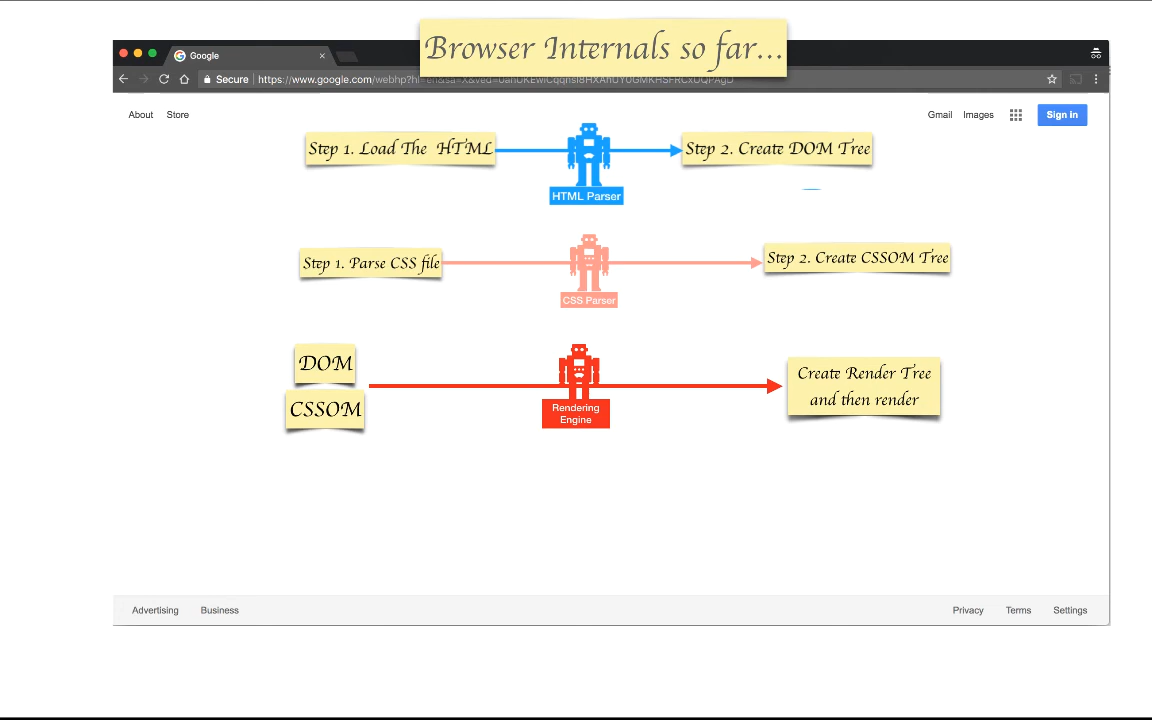 Browser Internals so far...
Google
Secure https://www.google.com/webhp?
About Store
Gmail Images Sign in
Step 1. Load The HTML
HTML Parser
Step 2. Create DOM Tree
Step 1. Parse CSS file
CSS Parser
Step 2. Create CSSOM Tree
DOM
CSSOM
Rendering
Engine
Create Render Tree
and then render
Advertising Business
Privacy Terms Settings